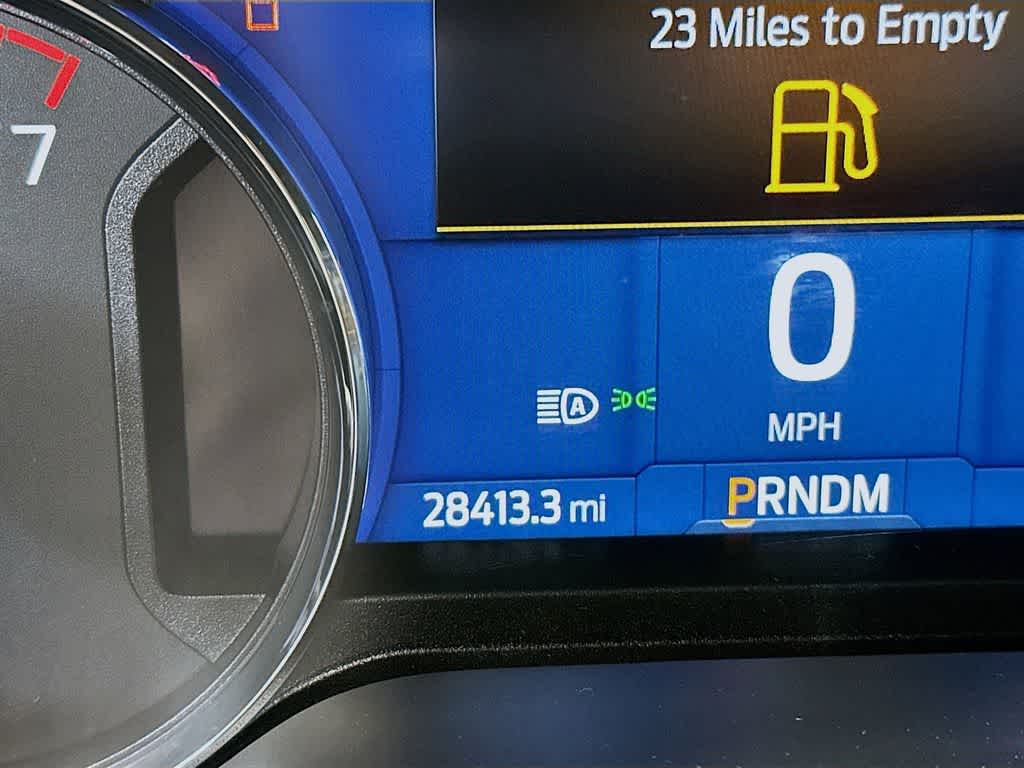 23 Miles to Empty
7
0
A
MPH
28413.3 mi
PRNDM